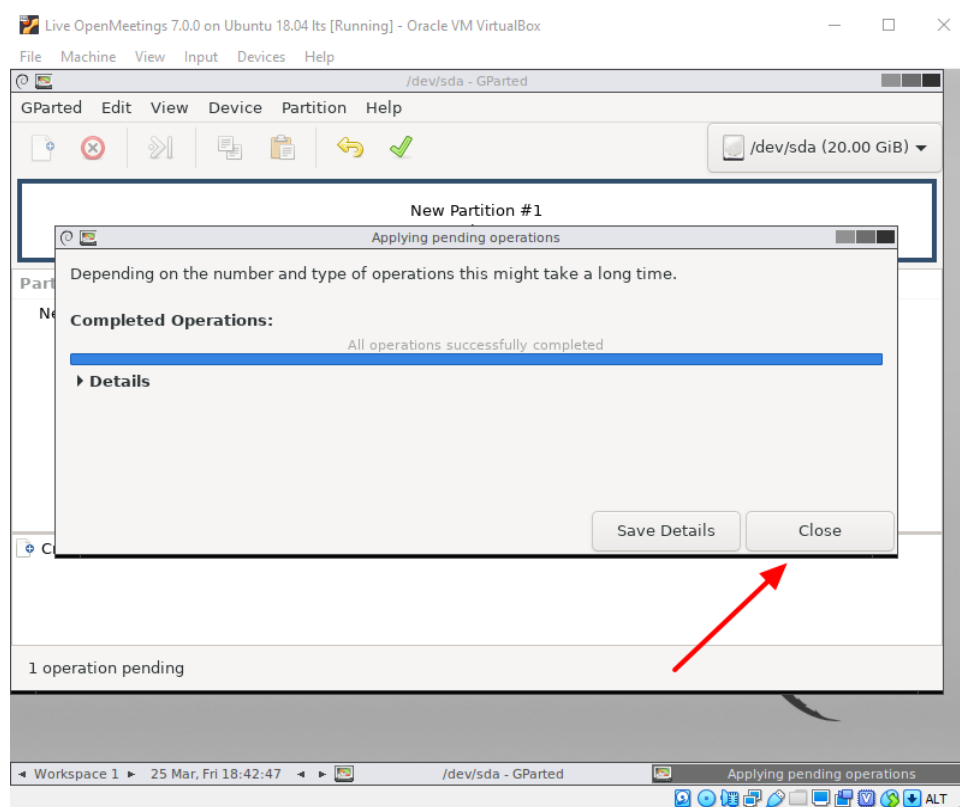 Live OpenMeetings 7.0.0 on Ubuntu 18.04 lts [Running] - Oracle VM VirtualBox
File Machine View Input Devices Help
/dev/sda - GParted
GParted Edit View Device Partition Help
/dev/sda (20.00 GiB)
New Partition #1
Applying pending operations
Depending on the number and type of operations this might take a long time.
Part
Ne
Completed Operations:
All operations successfully completed
Details
Save Details Close
1 operation pending
Workspace 1 25 Mar, Fri 18:42:47 /dev/sda - GParted Applying pending operations
ALT